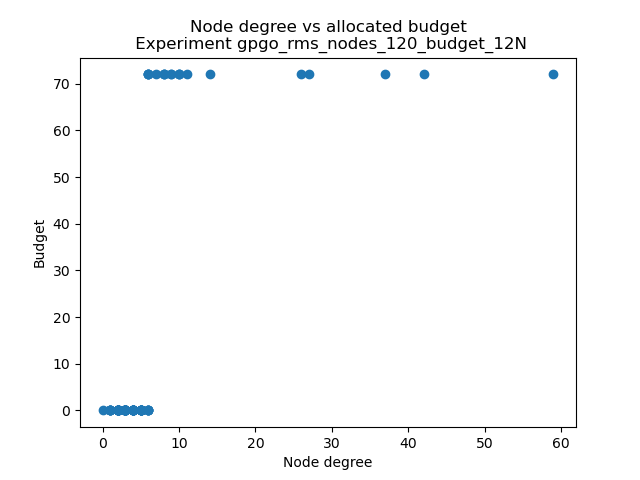 Node degree vs allocated budget
Experiment gpgo_rms_nodes_120_budget_12N
70
60
50
40
30
20
10
0
Budget
0 10 20 30 40 50 60
Node degree